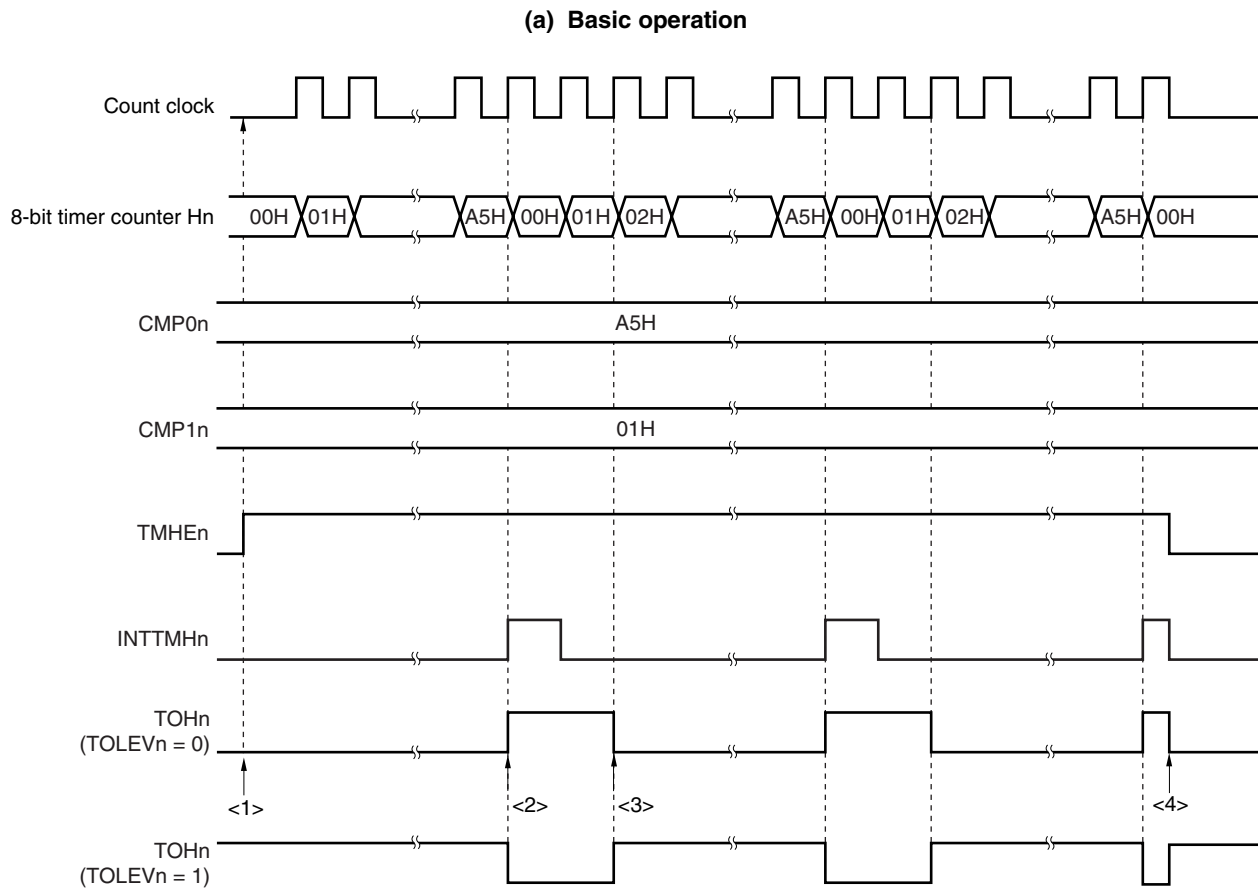 (a) Basic operation
Count clock
8-bit timer counter Hn
00H 01H A5H 00H 01H 02H A5H 00H 01H 02H A5H 00H
CMP0n
A5H
CMP1n
01H
TMHEn
INTTMHn
TOHn
(TOLEVn = 0)
<1> <2> <3> <4>
TOHn
(TOLEVn = 1)